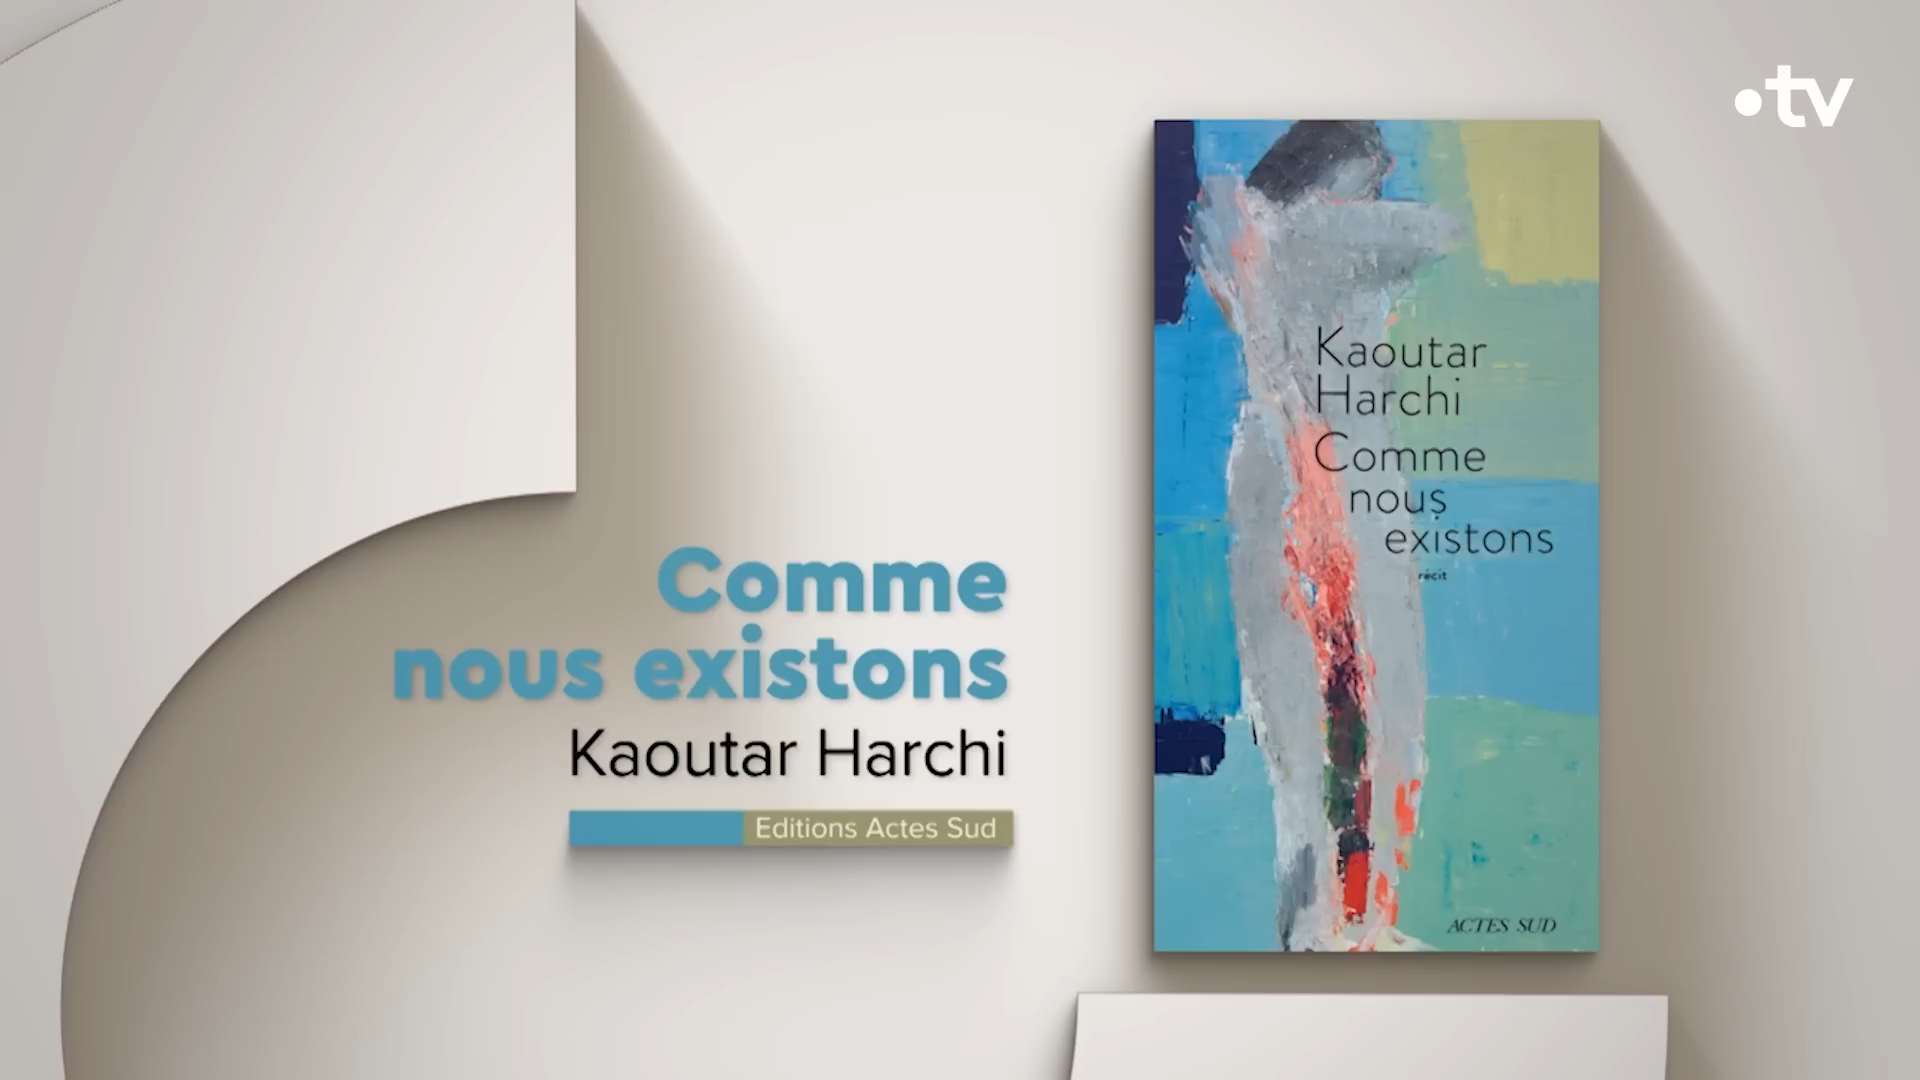 tv
Comme
nous existons
Kaoutar Harchi
Editions Actes Sud
Kaoutar
Harchi
Comme
nous
existons
récit
ACTES SUD